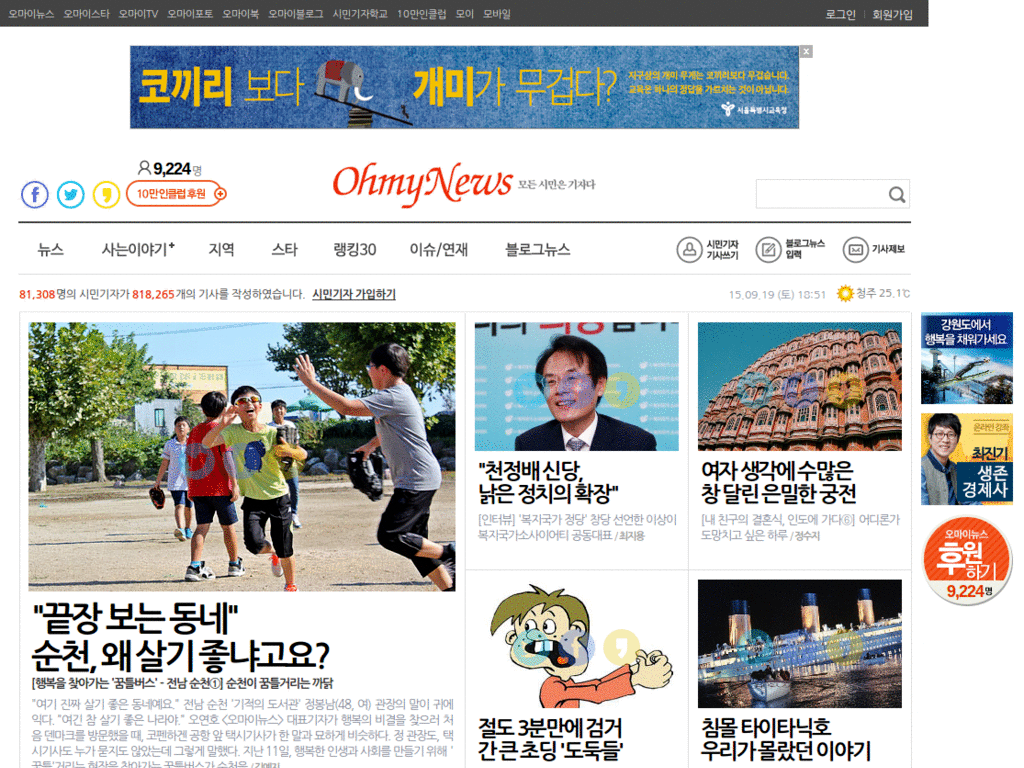 오마이뉴스 오마이스타 오마이TV 오마이포토 오마이북 오마이블로그 시민기자학교 10만인클럽 모이 모바일
로그인 | 회원가입
코끼리 보다 개미가 무겁다?
지구상의 개미 무게는 코끼리보다 무겁습니다.
교육은 하나의 정답을 가르치는 것이 아닙니다.
서울특별시교육청
x
9,224 명
10만인클럽 후원
OhmyNews 모든 시민은 기자다
뉴스 사는이야기+ 지역 스타 랭킹30 이슈/연재 블로그뉴스
시민기자
기사쓰기
블로그뉴스
입력
기사제보
81,308명의 시민기자가 818,265개의 기사를 작성하였습니다. 시민기자 가입하기
15.09.19 (토) 18:51 청주 25.1℃
강원도에서
행복을 채워가세요
온라인 강좌
최진기
생존
경제사
오마이뉴스
후원
하기
9,224명
"천정배 신당,
낡은 정치의 확장"
[인터뷰] '복지국가 정당' 창당 선언한 이상이
복지국가소사이어티 공동대표 / 최지용
여자 생각에 수많은
창 달린 은밀한 궁전
[내 친구의 결혼식, 인도에 가다⑥] 어디론가
도망치고 싶은 하루 / 정수지
"끝장 보는 동네"
순천, 왜 살기 좋냐고요?
[행복을 찾아가는 '꿈틀버스' - 전남 순천①] 순천이 꿈틀거리는 까닭
"여기 진짜 살기 좋은 동네예요." 전남 순천 '기적의 도서관' 정봉남(48, 여) 관장의 말이 귀에
익다. "여긴 참 살기 좋은 나라야." 오연호 <오마이뉴스> 대표기자가 행복의 비결을 찾으러 처
음 덴마크를 방문했을 때, 코펜하겐 공항 앞 택시기사가 한 말과 묘하게 비슷하다. 정 관장도, 택
시기사도 누가 묻지도 않았는데 그렇게 말했다. 지난 11일, 행복한 인생과 사회를 만들기 위해 '
꿈틀'거리는 현장을 찾아가는 꿈틀버스가 순천을
절도 3분만에 검거
간 큰 초딩 '도둑들'
침몰 타이타닉호
우리가 몰랐던 이야기